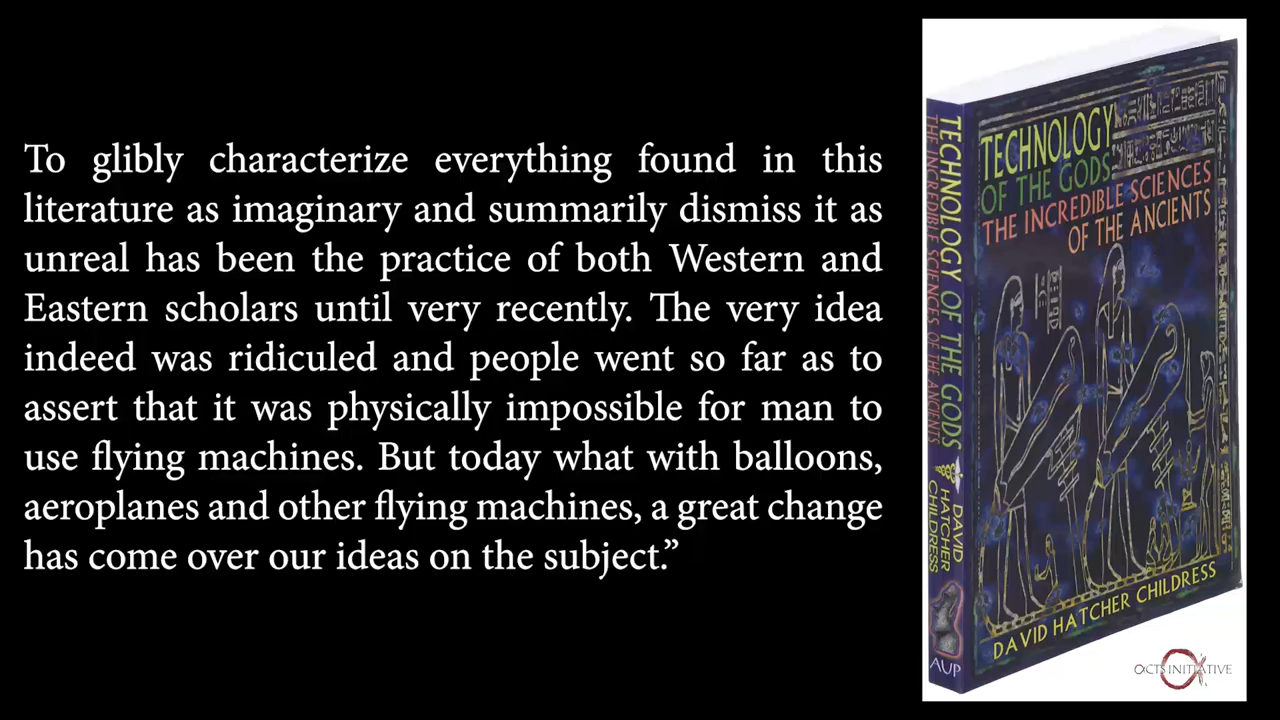 To glibly characterize everything found in this
literature as imaginary and summarily dismiss it as
unreal has been the practice of both Western and
Eastern scholars until very recently. The very idea
indeed was ridiculed and people went so far as to
assert that it was physically impossible for man to
use flying machines. But today what with balloons,
aeroplanes and other flying machines, a great change
has come over our ideas on the subject.”
TECHNOLOGY OF THE GODS
THE INCREDIBLE SCIENCES OF THE ANCIENTS
DAVID
HATCHER
CHILDRESS
AUP
TECHNOLOGY
OF THE GODS
THE INCREDIBLE SCIENCES
OF THE ANCIENTS
DAVID HATCHER CHILDRESS